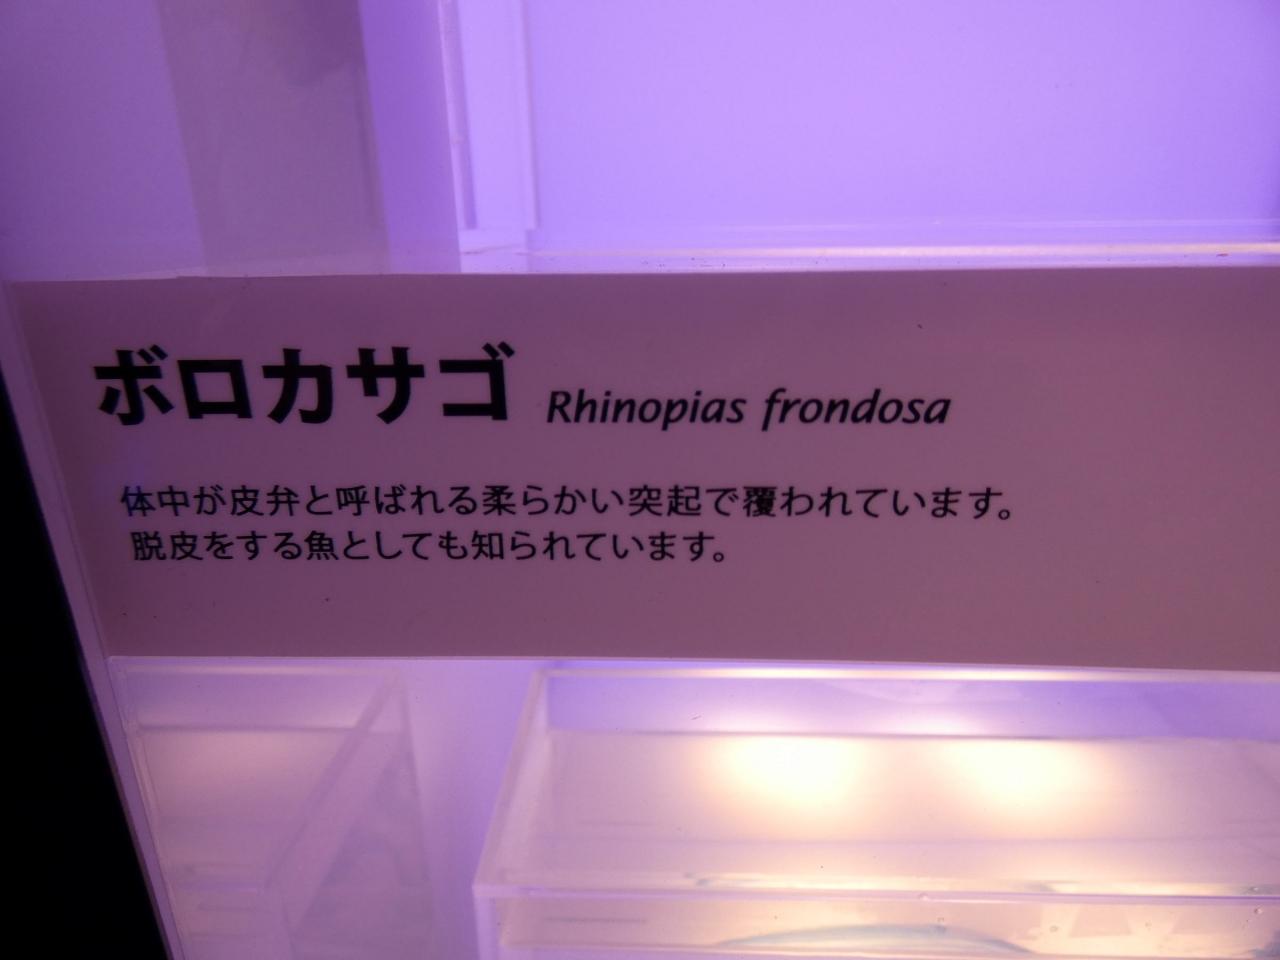 ボロカサゴ Rhinopias frondosa
体中が皮弁と呼ばれる柔らかい突起で覆われています。
脱皮をする魚としても知られています。